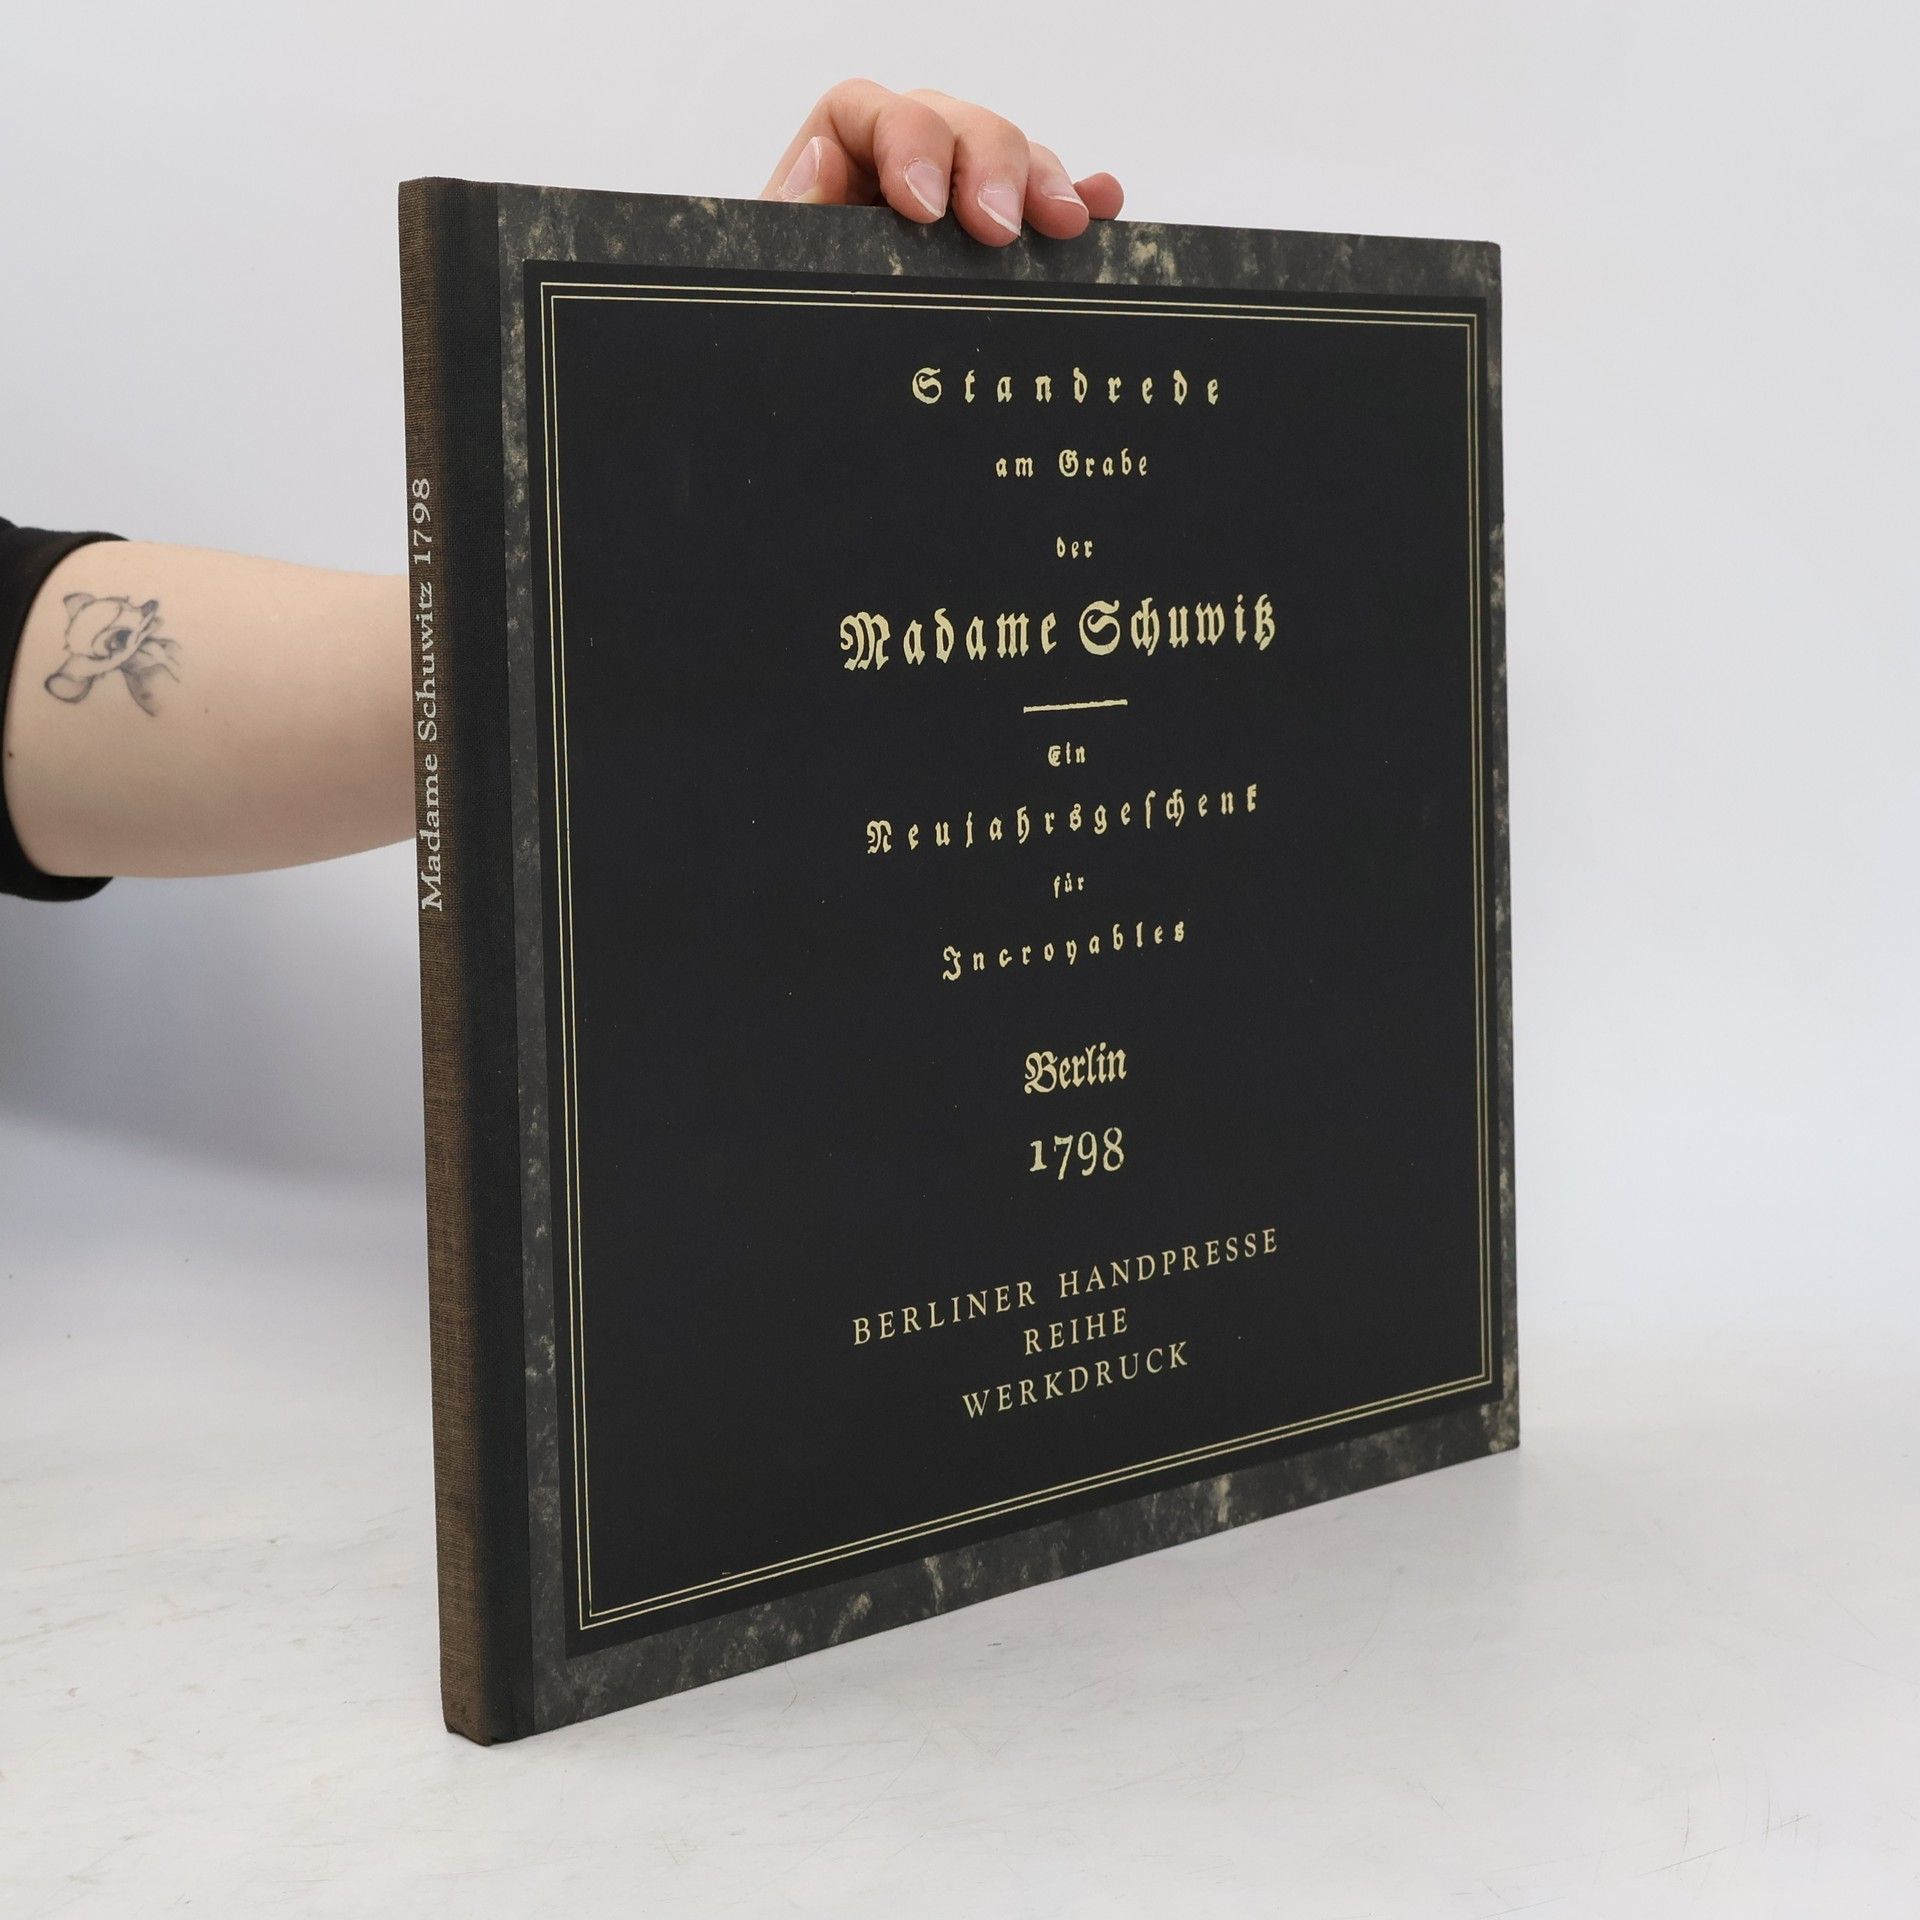 Madame Schuwitz 1798
Standrede
am Grabe
der
Madame Schuwitz
Ein
Neujahrsgeſchenk
für
Incroyables
Berlin
1798
BERLINER HANDPRESSE
REIHE
WERKDRUCK